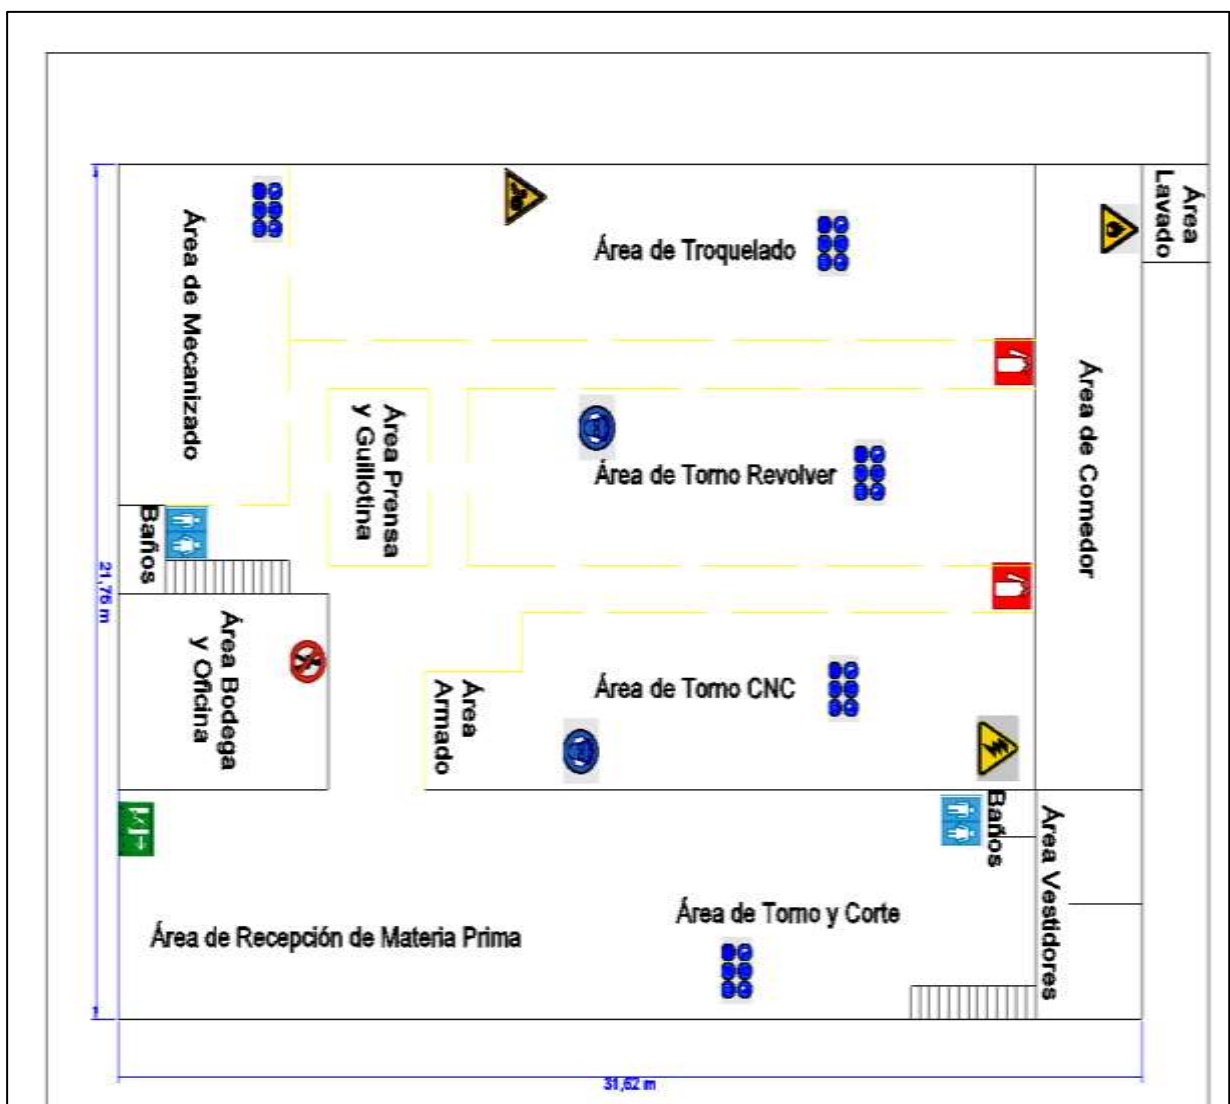 Área
Lavado
Área de Mecanizado
Área de Troquelado
Área de Comedor
Área Prensa
y Guillotina
Área de Torno Revolver
Baños
21,76 m
Área Bodega
y Oficina
Área
Armado
Área de Torno CNC
Baños
Área Vestidores
Área de Torno y Corte
Área de Recepción de Materia Prima
31,62 m